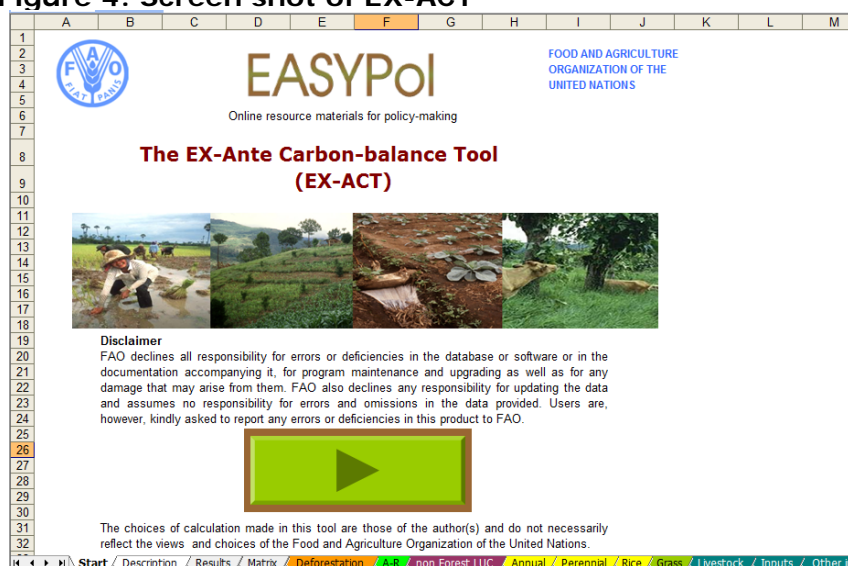 Figure 4: Screen shot of EX-ACT
A B C D E F G H I J K L M
1
2
3
4
5
6
7
8
9
10
11
12
13
14
15
16
17
18
19
20
21
22
23
24
25
26
27
28
29
30
31
32
FAO
FIAT PANIS
EASYPol
FOOD AND AGRICULTURE
ORGANIZATION OF THE
UNITED NATIONS
Online resource materials for policy-making
The EX-Ante Carbon-balance Tool
(EX-ACT)
Disclaimer
FAO declines all responsibility for errors or deficiencies in the database or software or in the
documentation accompanying it, for program maintenance and upgrading as well as for any
damage that may arise from them. FAO also declines any responsibility for updating the data
and assumes no responsibility for errors and omissions in the data provided. Users are,
however, kindly asked to report any errors or deficiencies in this product to FAO.
The choices of calculation made in this tool are those of the author(s) and do not necessarily
reflect the views and choices of the Food and Agriculture Organization of the United Nations.
Start / Description / Results / Matrix / Deforestation / A-R / non Forest LUC / Annual / Perennial / Rice / Grass / Livestock / Inputs / Other i